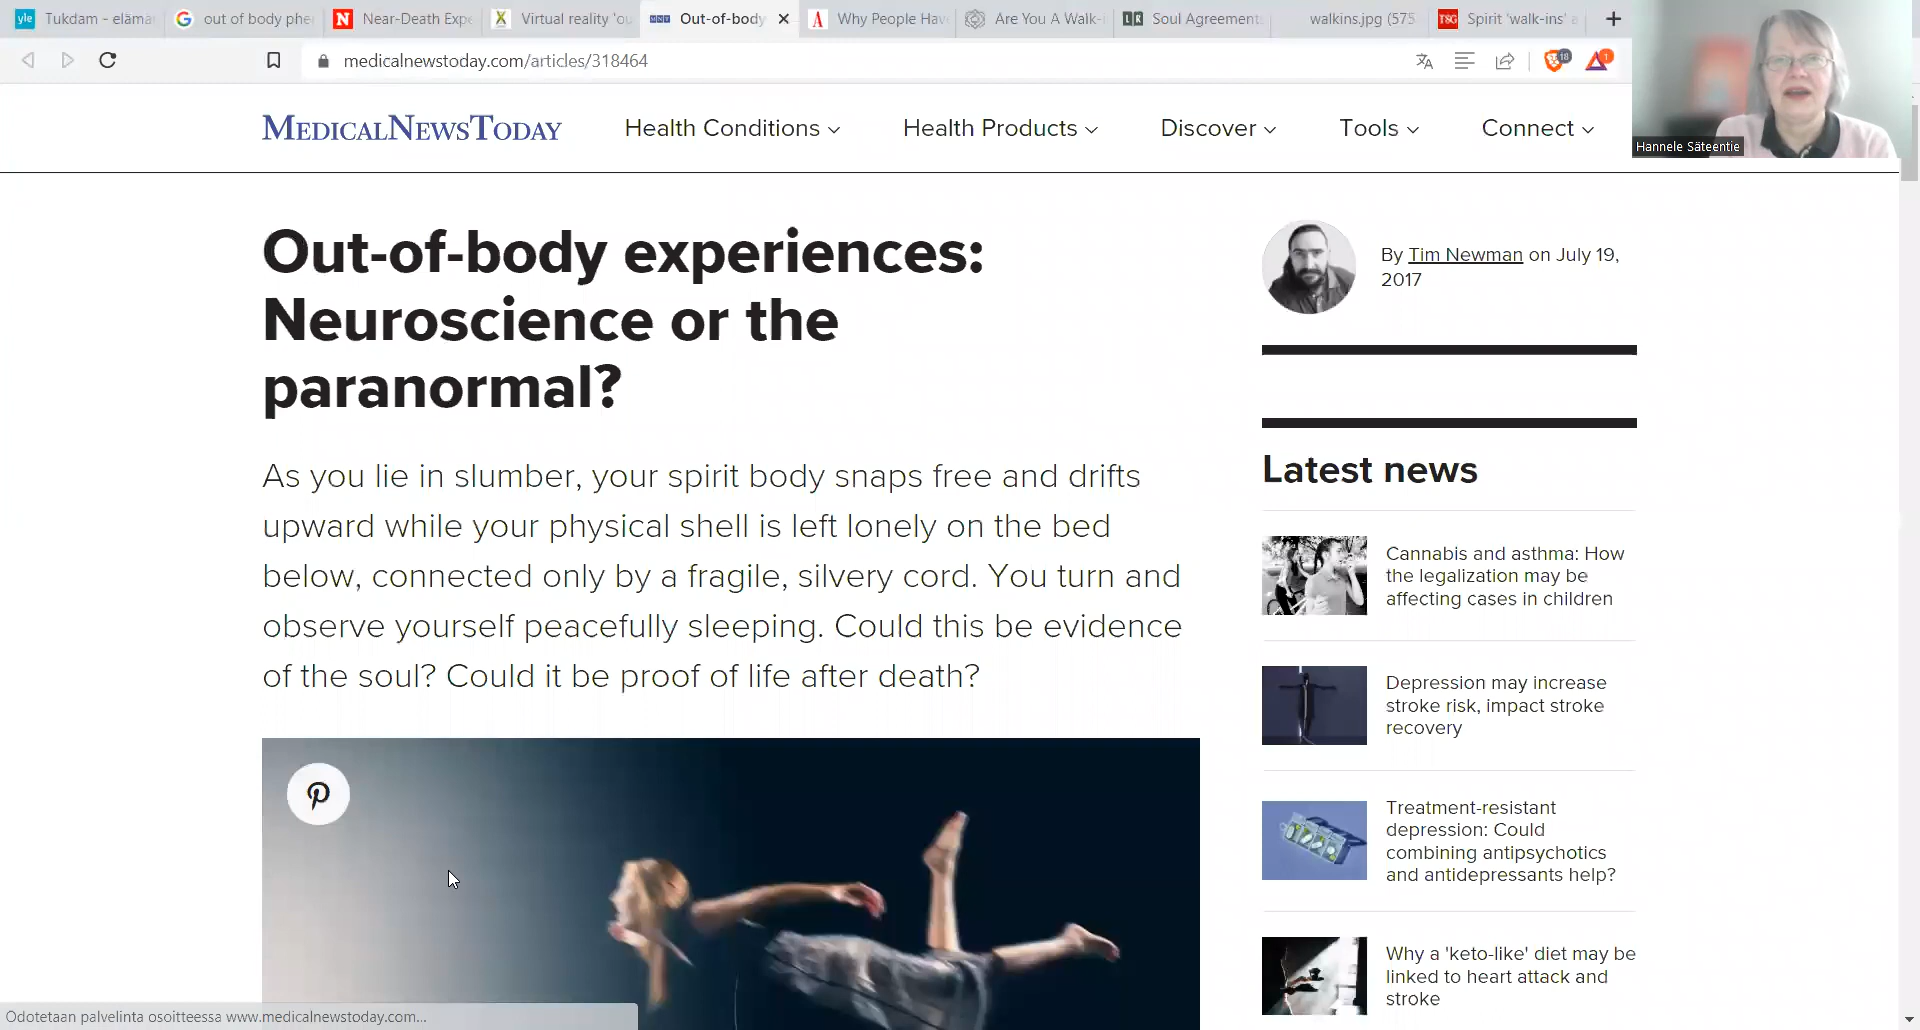 yle Tukdam - eläma
G out of body phe
N Near-Death Expe
X Virtual reality 'ou
MNT Out-of-body
A Why People Hav
Are You A Walk-i
LR Soul Agreements
walkins.jpg (575
T&G Spirit 'walk-ins' a
medicalnewstoday.com/articles/318464
18
1
MEDICALNEWSTODAY
Health Conditions
Health Products
Discover
Tools
Connect
Hannele Säteentie
Out-of-body experiences:
Neuroscience or the
paranormal?
By Tim Newman on July 19,
2017
As you lie in slumber, your spirit body snaps free and drifts
upward while your physical shell is left lonely on the bed
below, connected only by a fragile, silvery cord. You turn and
observe yourself peacefully sleeping. Could this be evidence
of the soul? Could it be proof of life after death?
Latest news
Cannabis and asthma: How
the legalization may be
affecting cases in children
Depression may increase
stroke risk, impact stroke
recovery
Treatment-resistant
depression: Could
combining antipsychotics
and antidepressants help?
Why a 'keto-like' diet may be
linked to heart attack and
stroke
Odotetaan palvelinta osoitteessa www.medicalnewstoday.com...